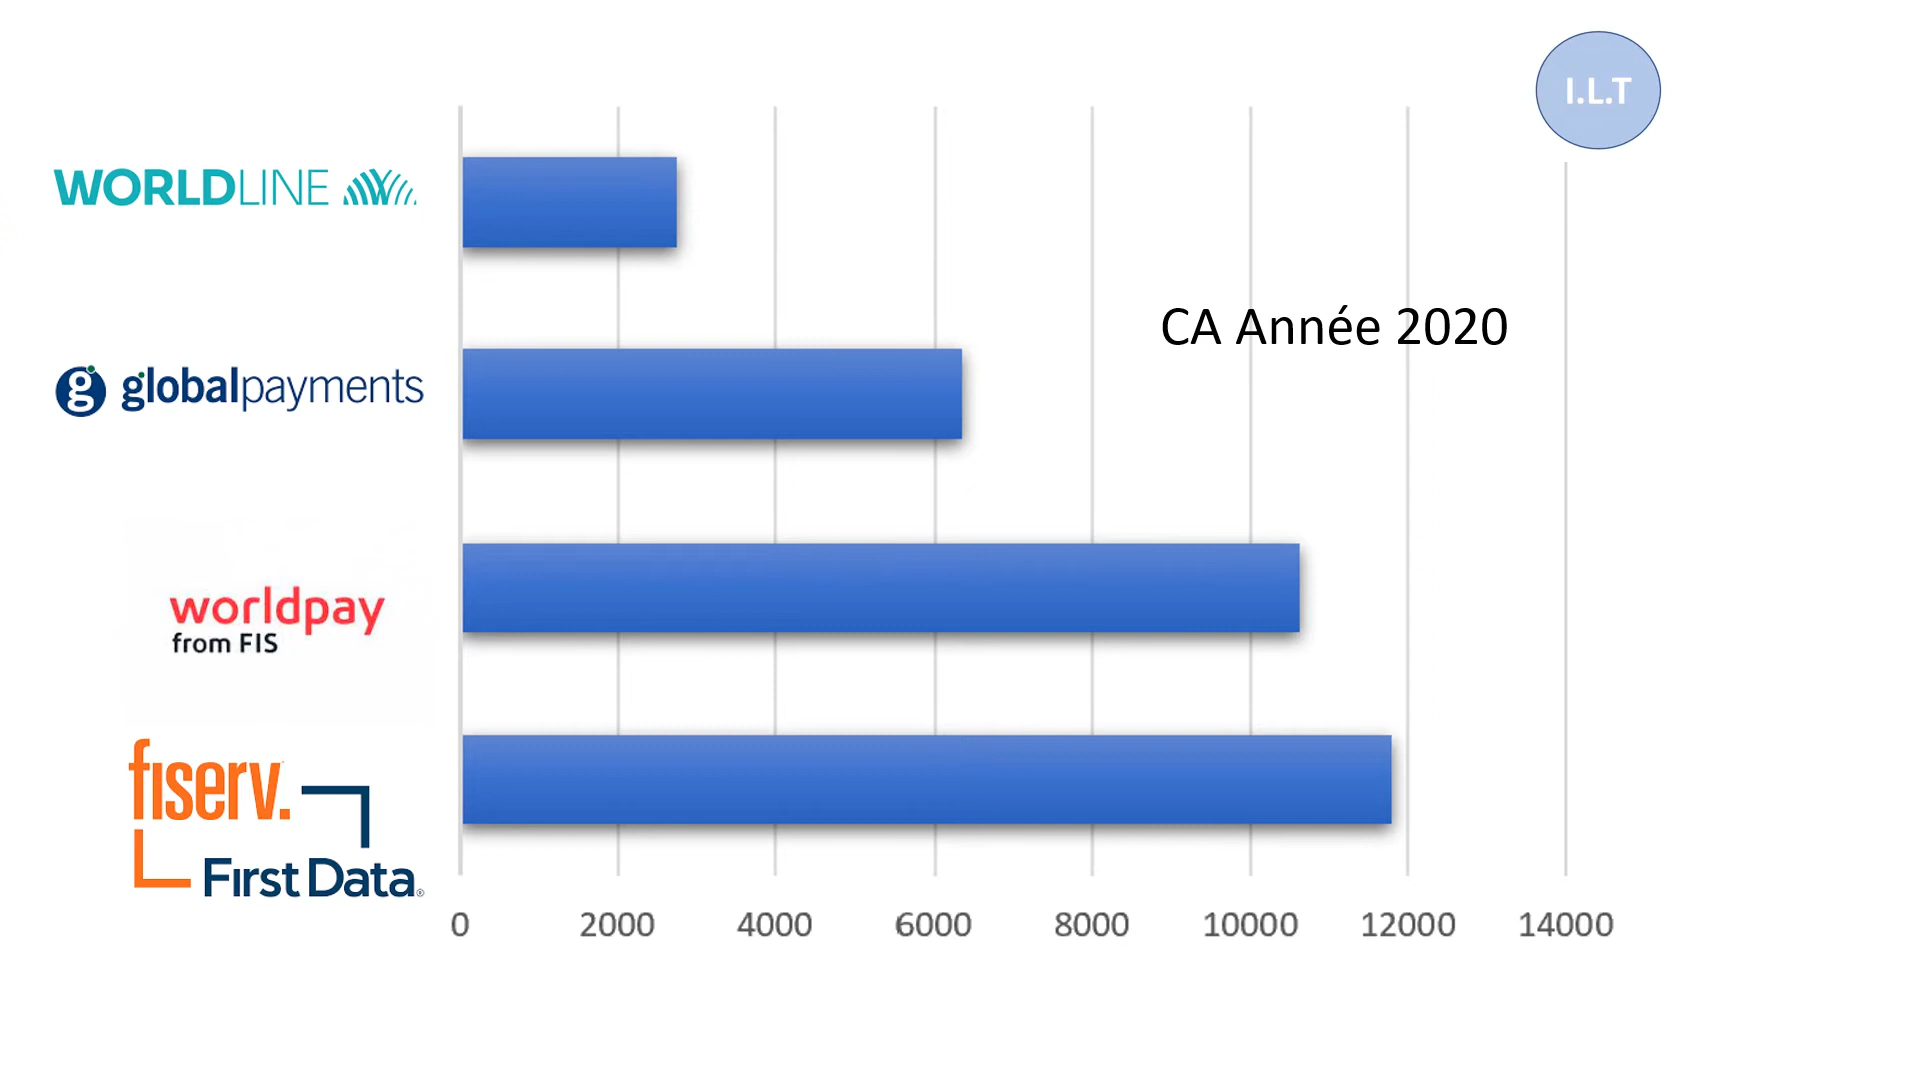 I.L.T
WORLDLINE
CA Année 2020
g globalpayments
worldpay
from FIS
fiserv.
First Data®
0 2000 4000 6000 8000 10000 12000 14000